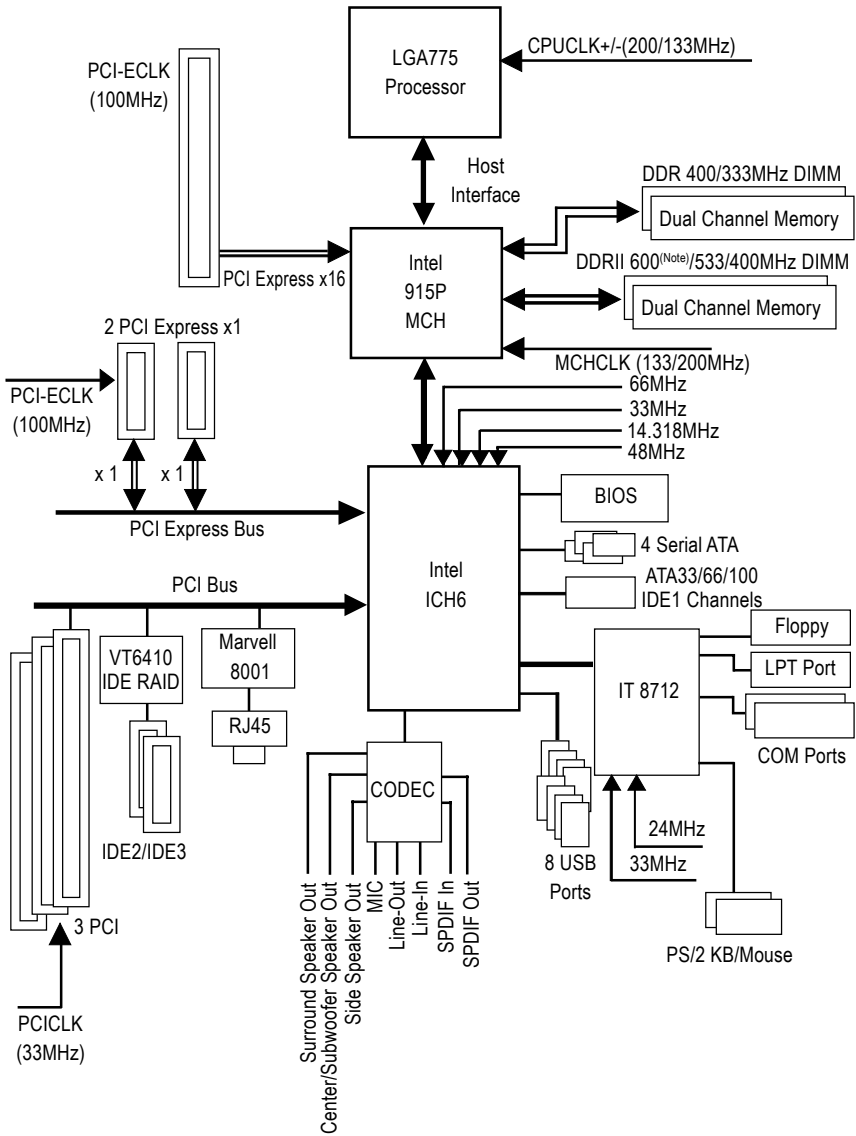 LGA775
Processor
CPUCLK+/-(200/133MHz)
PCI-ECLK
(100MHz)
Host
Interface
DDR 400/333MHz DIMM
Dual Channel Memory
Intel
915P
MCH
PCI Express x16
DDRII 600(Note)/533/400MHz DIMM
Dual Channel Memory
2 PCI Express x1
MCHCLK (133/200MHz)
66MHz
33MHz
14.318MHz
48MHz
PCI-ECLK
(100MHz)
x 1
x 1
PCI Express Bus
BIOS
4 Serial ATA
Intel
ICH6
ATA33/66/100
IDE1 Channels
PCI Bus
VT6410
IDE RAID
Marvell
8001
RJ45
IT 8712
Floppy
LPT Port
COM Ports
CODEC
IDE2/IDE3
24MHz
33MHz
8 USB
Ports
PS/2 KB/Mouse
3 PCI
PCICLK
(33MHz)
Surround Speaker Out
Center/Subwoofer Speaker Out
Side Speaker Out
MIC
Line-Out
Line-In
SPDIF In
SPDIF Out